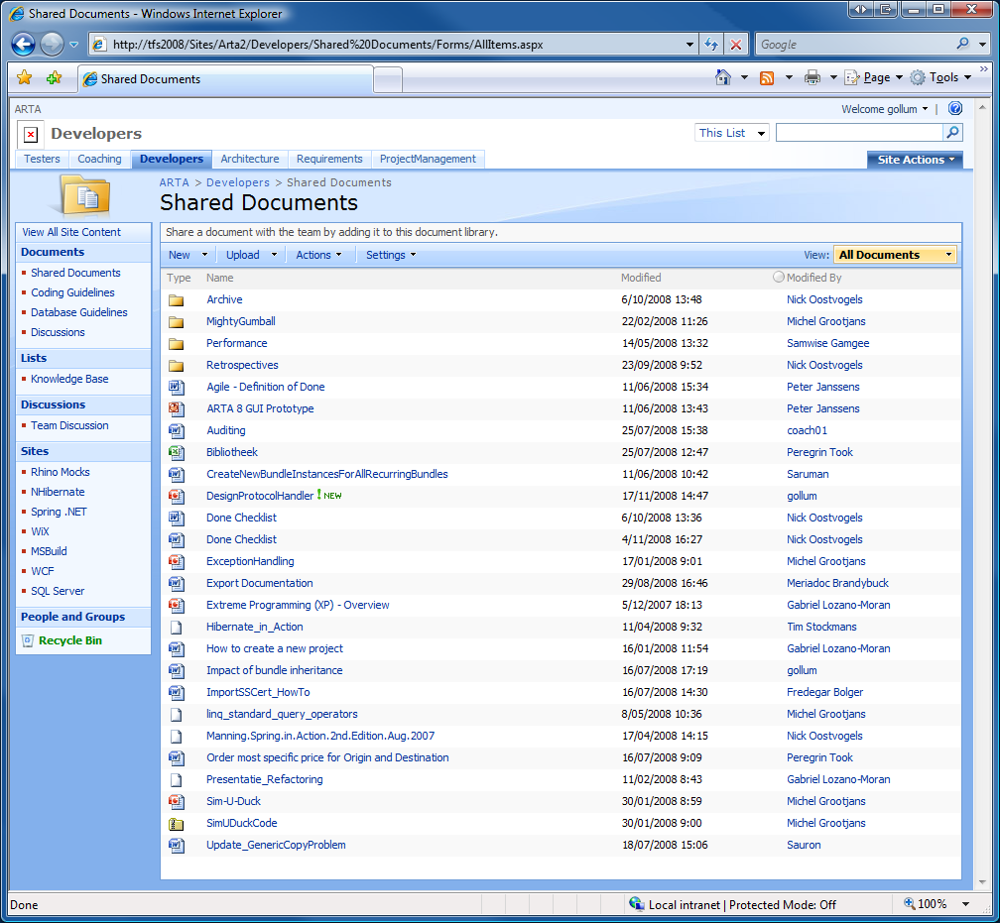 Shared Documents - Windows Internet Explorer
http://tfs2008/Sites/Arta2/Developers/Shared%20Documents/Forms/AllItems.aspx
Google
Shared Documents
Page Tools
ARTA
Welcome gollum
Developers
This List
Testers Coaching Developers Architecture Requirements ProjectManagement
Site Actions
ARTA > Developers > Shared Documents
Shared Documents
View All Site Content
Documents
Shared Documents
Coding Guidelines
Database Guidelines
Discussions
Lists
Knowledge Base
Discussions
Team Discussion
Sites
Rhino Mocks
NHibernate
Spring .NET
WiX
MSBuild
WCF
SQL Server
People and Groups
Recycle Bin
Share a document with the team by adding it to this document library.
New Upload Actions Settings View: All Documents
Type Name Modified Modified By
Archive 6/10/2008 13:48 Nick Oostvogels
MightyGumball 22/02/2008 11:26 Michel Grootjans
Performance 14/05/2008 13:32 Samwise Gamgee
Retrospectives 23/09/2008 9:52 Nick Oostvogels
Agile - Definition of Done 11/06/2008 15:34 Peter Janssens
ARTA 8 GUI Prototype 11/06/2008 13:43 Peter Janssens
Auditing 25/07/2008 15:38 coach01
Bibliotheek 25/07/2008 12:47 Peregrin Took
CreateNewBundleInstancesForAllRecurringBundles 11/06/2008 10:42 Saruman
DesignProtocolHandler ! NEW 17/11/2008 14:47 gollum
Done Checklist 6/10/2008 13:36 Nick Oostvogels
Done Checklist 4/11/2008 16:27 Nick Oostvogels
ExceptionHandling 17/01/2008 9:01 Michel Grootjans
Export Documentation 29/08/2008 16:46 Meriadoc Brandybuck
Extreme Programming (XP) - Overview 5/12/2007 18:13 Gabriel Lozano-Moran
Hibernate_in_Action 11/04/2008 9:32 Tim Stockmans
How to create a new project 16/01/2008 11:54 Gabriel Lozano-Moran
Impact of bundle inheritance 16/07/2008 17:19 gollum
ImportSSCert_HowTo 16/07/2008 14:30 Fredegar Bolger
linq_standard_query_operators 8/05/2008 10:36 Michel Grootjans
Manning.Spring.in.Action.2nd.Edition.Aug.2007 17/04/2008 14:15 Nick Oostvogels
Order most specific price for Origin and Destination 16/07/2008 9:09 Peregrin Took
Presentatie_Refactoring 11/02/2008 8:43 Gabriel Lozano-Moran
Sim-U-Duck 30/01/2008 8:59 Michel Grootjans
SimUDuckCode 30/01/2008 9:00 Michel Grootjans
Update_GenericCopyProblem 18/07/2008 15:06 Sauron
Done
Local intranet | Protected Mode: Off
100%